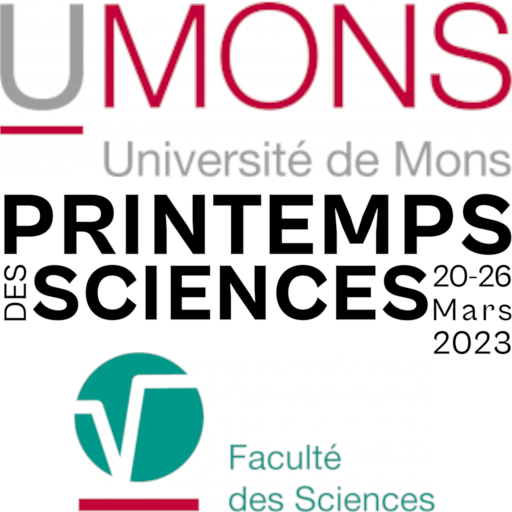 UMONS
Université de Mons
PRINTEMPS
DES SCIENCES
20-26
Mars
2023
Faculté
des Sciences